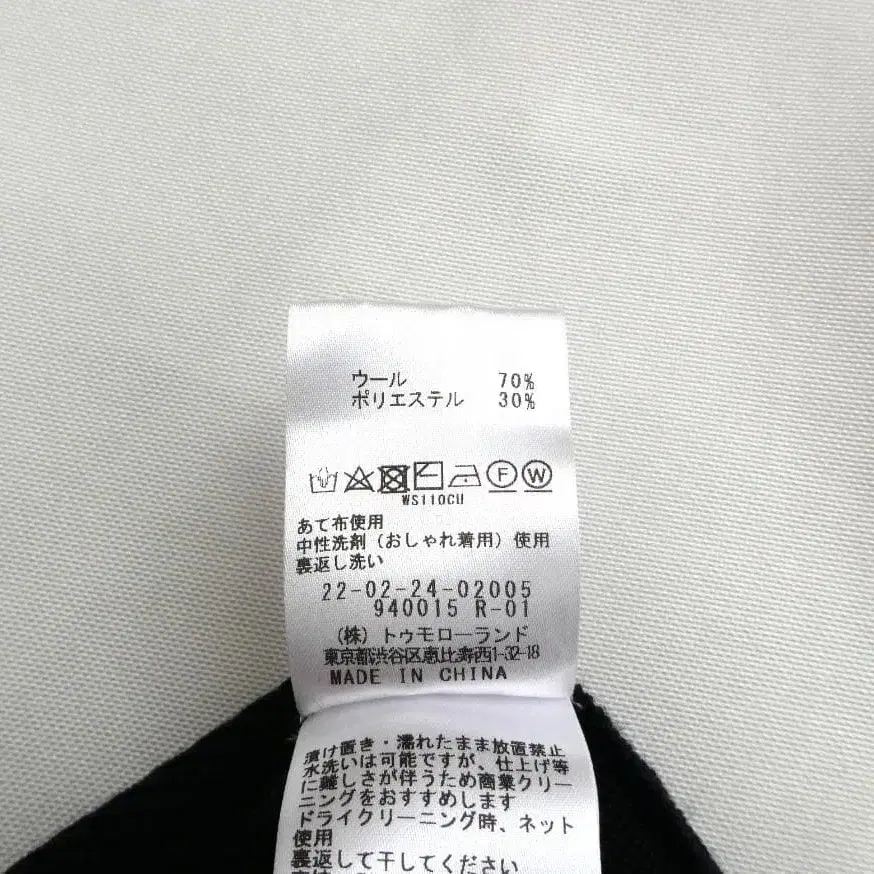 ウール 70%
ポリエステル 30%
F W
WS110CU
あて布使用
中性洗剤（おしゃれ着用）使用
裏返し洗い
22-02-24-02005
940015 R-01
（株）トゥモローランド
東京都渋谷区恵比寿西1-32-18
MADE IN CHINA
漬け置き・濡れたまま放置禁止
水洗いは可能ですが、仕上げ等
に難しさが伴うため商業クリー
ニングをおすすめします
ドライクリーニング時、ネット
使用
裏返して干してください